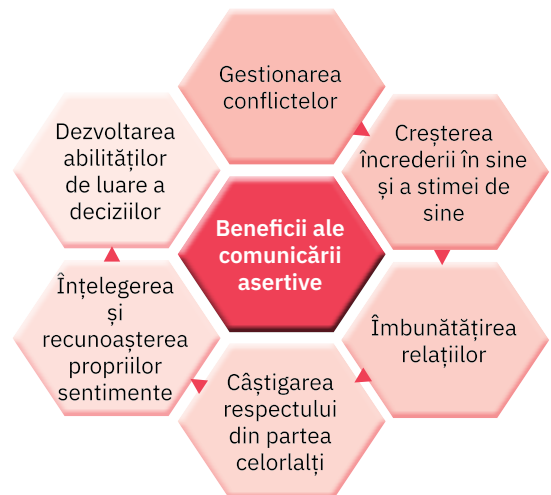 Gestionarea
conflictelor
Creșterea
încrederii în sine
și a stimei de
sine
Îmbunătățirea
relațiilor
Câștigarea
respectului
din partea
celorlalți
Înțelegerea
și
recunoașterea
propriilor
sentimente
Dezvoltarea
abilităților
de luare a
deciziilor
Beneficii ale
comunicării
asertive